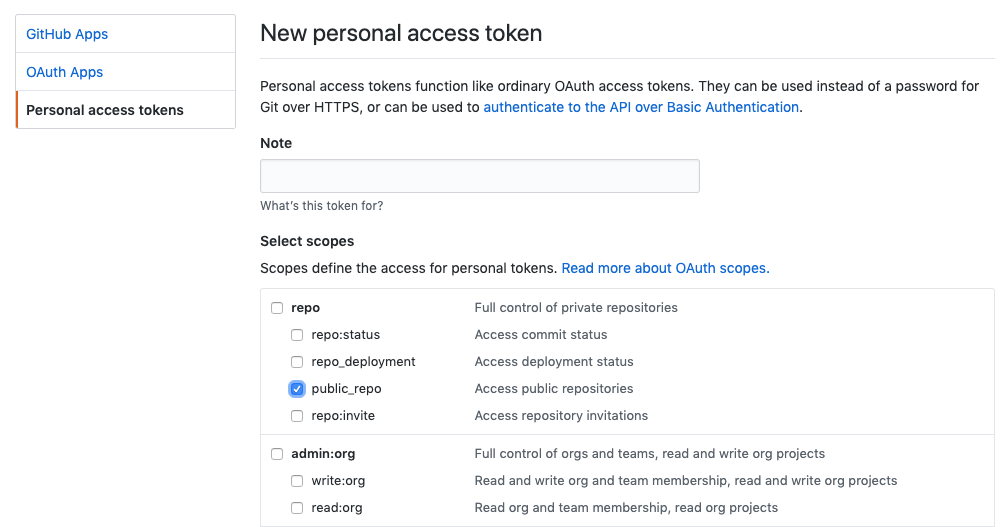 GitHub Apps
OAuth Apps
Personal access tokens
New personal access token
Personal access tokens function like ordinary OAuth access tokens. They can be used instead of a password for
Git over HTTPS, or can be used to authenticate to the API over Basic Authentication.
Note
What's this token for?
Select scopes
Scopes define the access for personal tokens. Read more about OAuth scopes.
repo Full control of private repositories
repo:status Access commit status
repo_deployment Access deployment status
public_repo Access public repositories
repo:invite Access repository invitations
admin:org Full control of orgs and teams, read and write org projects
write:org Read and write org and team membership, read and write org projects
read:org Read org and team membership, read org projects